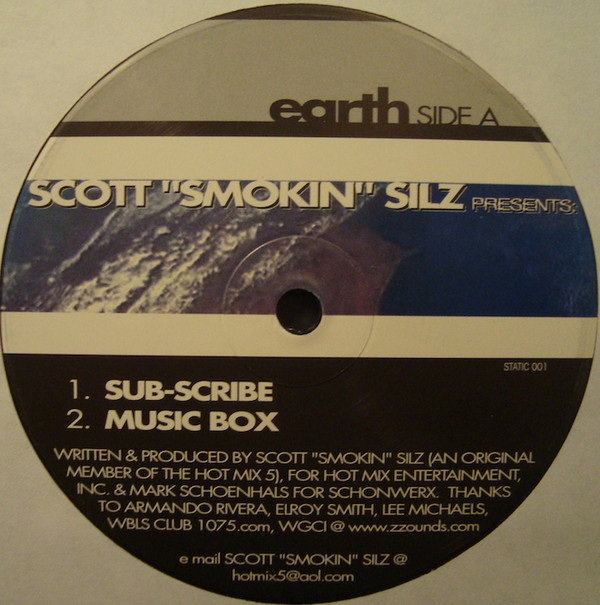 earth SIDE A
SCOTT "SMOKIN" SILZ PRESENTS:
STATIC 001
1. SUB-SCRIBE
2. MUSIC BOX
WRITTEN & PRODUCED BY SCOTT "SMOKIN" SILZ (AN ORIGINAL
MEMBER OF THE HOT MIX 5), FOR HOT MIX ENTERTAINMENT,
INC. & MARK SCHOENHALS FOR SCHONWERX. THANKS
TO ARMANDO RIVERA, ELROY SMITH, LEE MICHAELS,
WBLS CLUB 1075.com, WGCI @ www.zzounds.com
e mail SCOTT "SMOKIN" SILZ @
hotmix5@aol.com